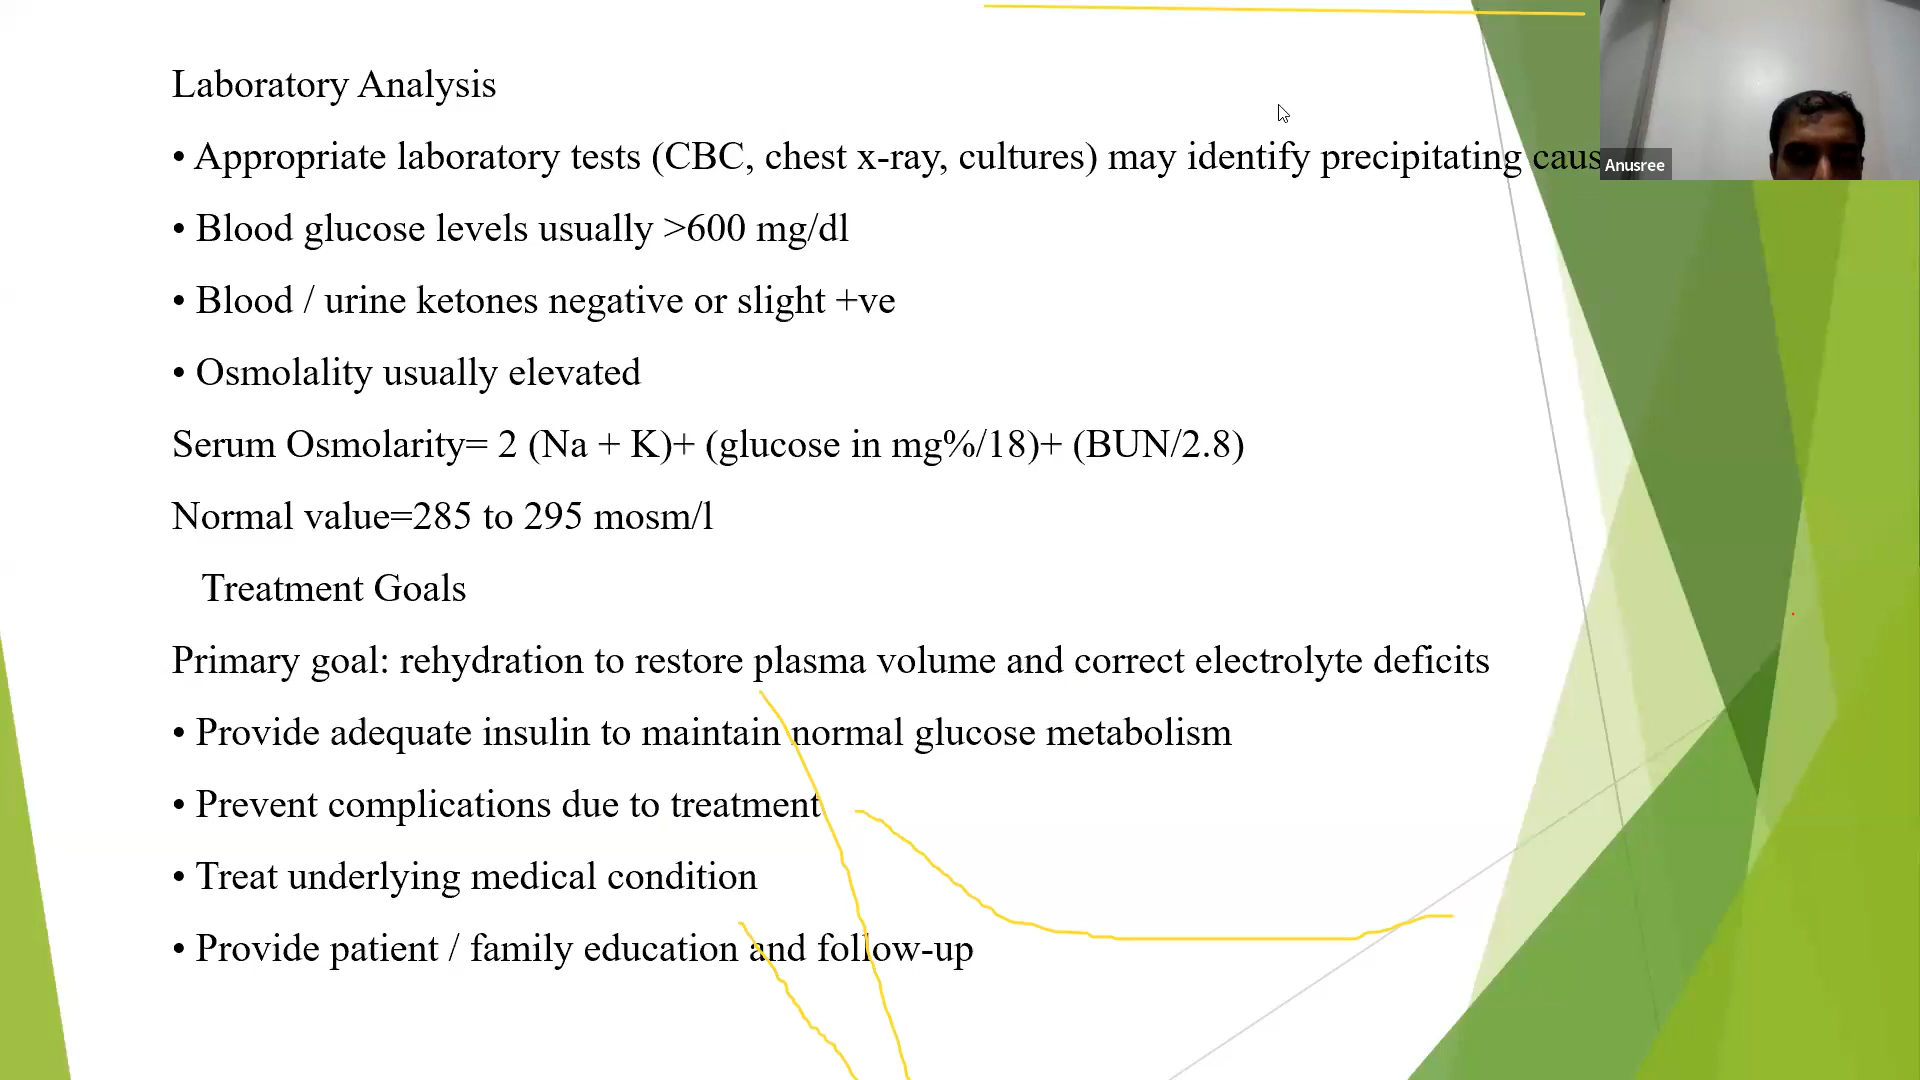 Laboratory Analysis
• Appropriate laboratory tests (CBC, chest x-ray, cultures) may identify precipitating caus
Anusree
• Blood glucose levels usually >600 mg/dl
• Blood / urine ketones negative or slight +ve
• Osmolality usually elevated
Serum Osmolarity= 2 (Na + K)+ (glucose in mg%/18)+ (BUN/2.8)
Normal value=285 to 295 mosm/l
Treatment Goals
Primary goal: rehydration to restore plasma volume and correct electrolyte deficits
• Provide adequate insulin to maintain normal glucose metabolism
• Prevent complications due to treatment
• Treat underlying medical condition
• Provide patient / family education and follow-up